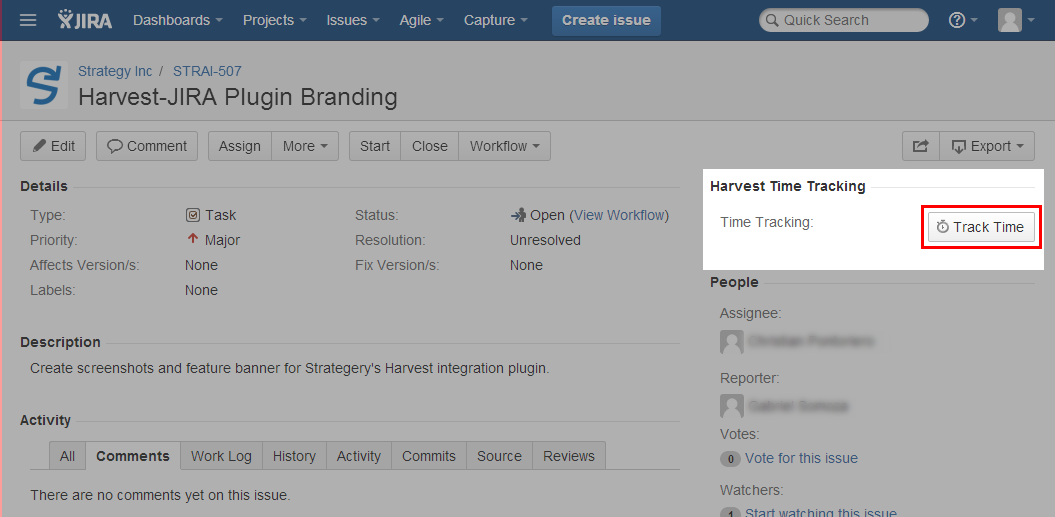 JIRA Dashboards Projects Issues Agile Capture Create issue Quick Search ?
Strategy Inc / STRAI-507
Harvest-JIRA Plugin Branding
Edit Comment Assign More Start Close Workflow Export
Details
Type: Task Status: Open (View Workflow)
Priority: Major Resolution: Unresolved
Affects Version/s: None Fix Version/s: None
Labels: None
Description
Create screenshots and feature banner for Strategery's Harvest integration plugin.
Activity
All Comments Work Log History Activity Commits Source Reviews
There are no comments yet on this issue.
Harvest Time Tracking
Time Tracking: Track Time
People
Assignee:
Reporter:
Votes:
0 Vote for this issue
Watchers:
1 Start watching this issue